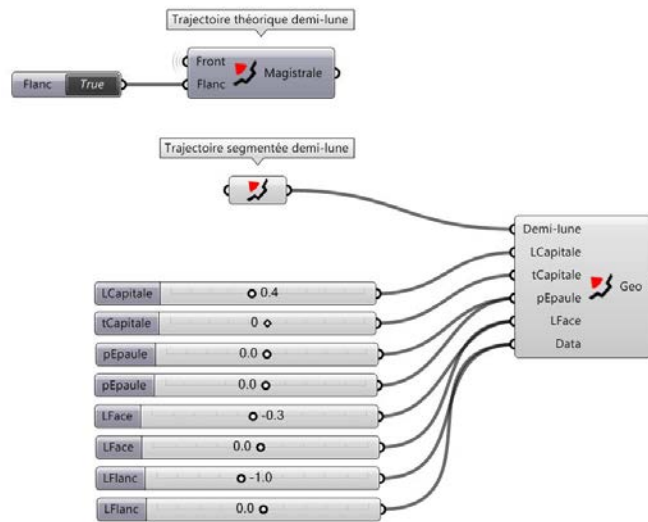 Trajectoire théorique demi-lune
Front
Flanc True Flanc Magistrale
Trajectoire segmentée demi-lune
Demi-lune
LCapitale
tCapitale
pEpaule
LFace
Data
Geo
LCapitale 0.4
tCapitale 0
pEpaule 0.0
pEpaule 0.0
LFace -0.3
LFace 0.0
LFlanc -1.0
LFlanc 0.0